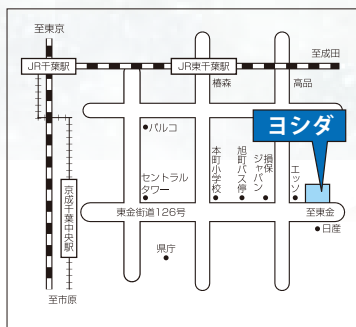 至東京
JR千葉駅
JR東千葉駅
至成田
椿森
高品
ヨシダ
パルコ
セントラル
タワー
本町小学校
旭町バス停
損保
ジャパン
エッソ
京成千葉中央駅
東金街道126号
至東金
日産
県庁
至市原